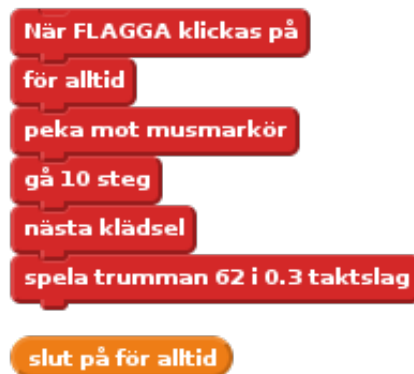 När FLAGGA klickas på
för alltid
peka mot musmarkör
gå 10 steg
nästa klädsel
spela trumman 62 i 0.3 taktslag
slut på för alltid